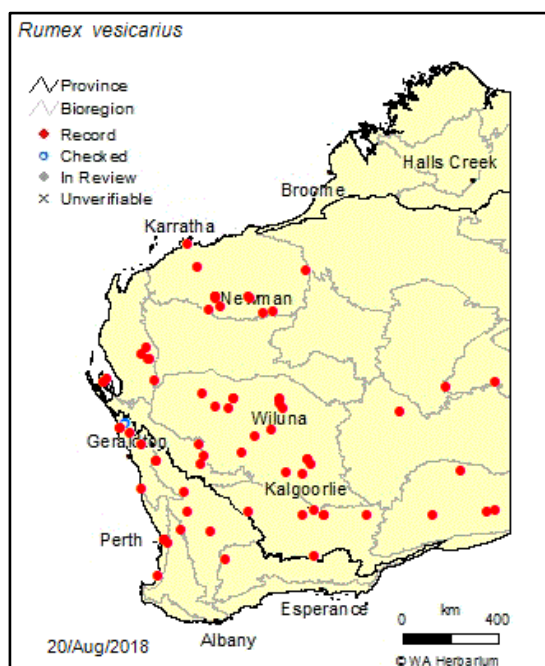 Rumex vesicarius
Province
Bioregion
Record
Checked
In Review
Unverifiable
Halls Creek
Broome
Karratha
Newman
Wiluna
Geraldton
Kalgoorlie
Perth
Esperance
Albany
0 km 400
20/Aug/2018
© WA Herbarium